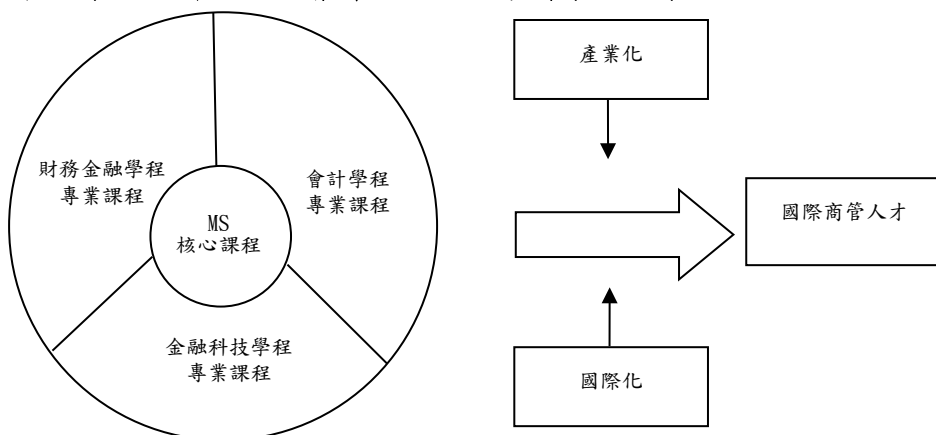 財務金融學程
專業課程
會計學程
專業課程
MS
核心課程
金融科技學程
專業課程
產業化
國際商管人才
國際化